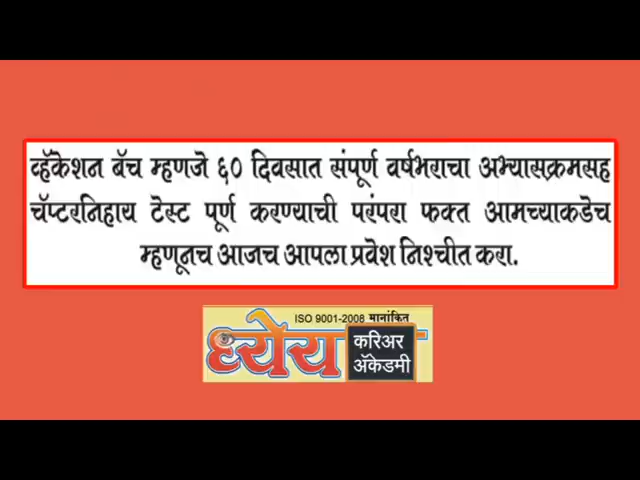 व्हॅकेशन बॅच म्हणजे ६० दिवसात संपूर्ण वर्षभराचा अभ्यासक्रमसह
चॅप्टरनिहाय टेस्ट पूर्ण करण्याची परंपरा फक्त आमच्याकडेच
म्हणूनच आजच आपला प्रवेश निश्चीत करा.
ISO 9001-2008 मानांकित
ध्येय
करिअर
ॲकेडमी